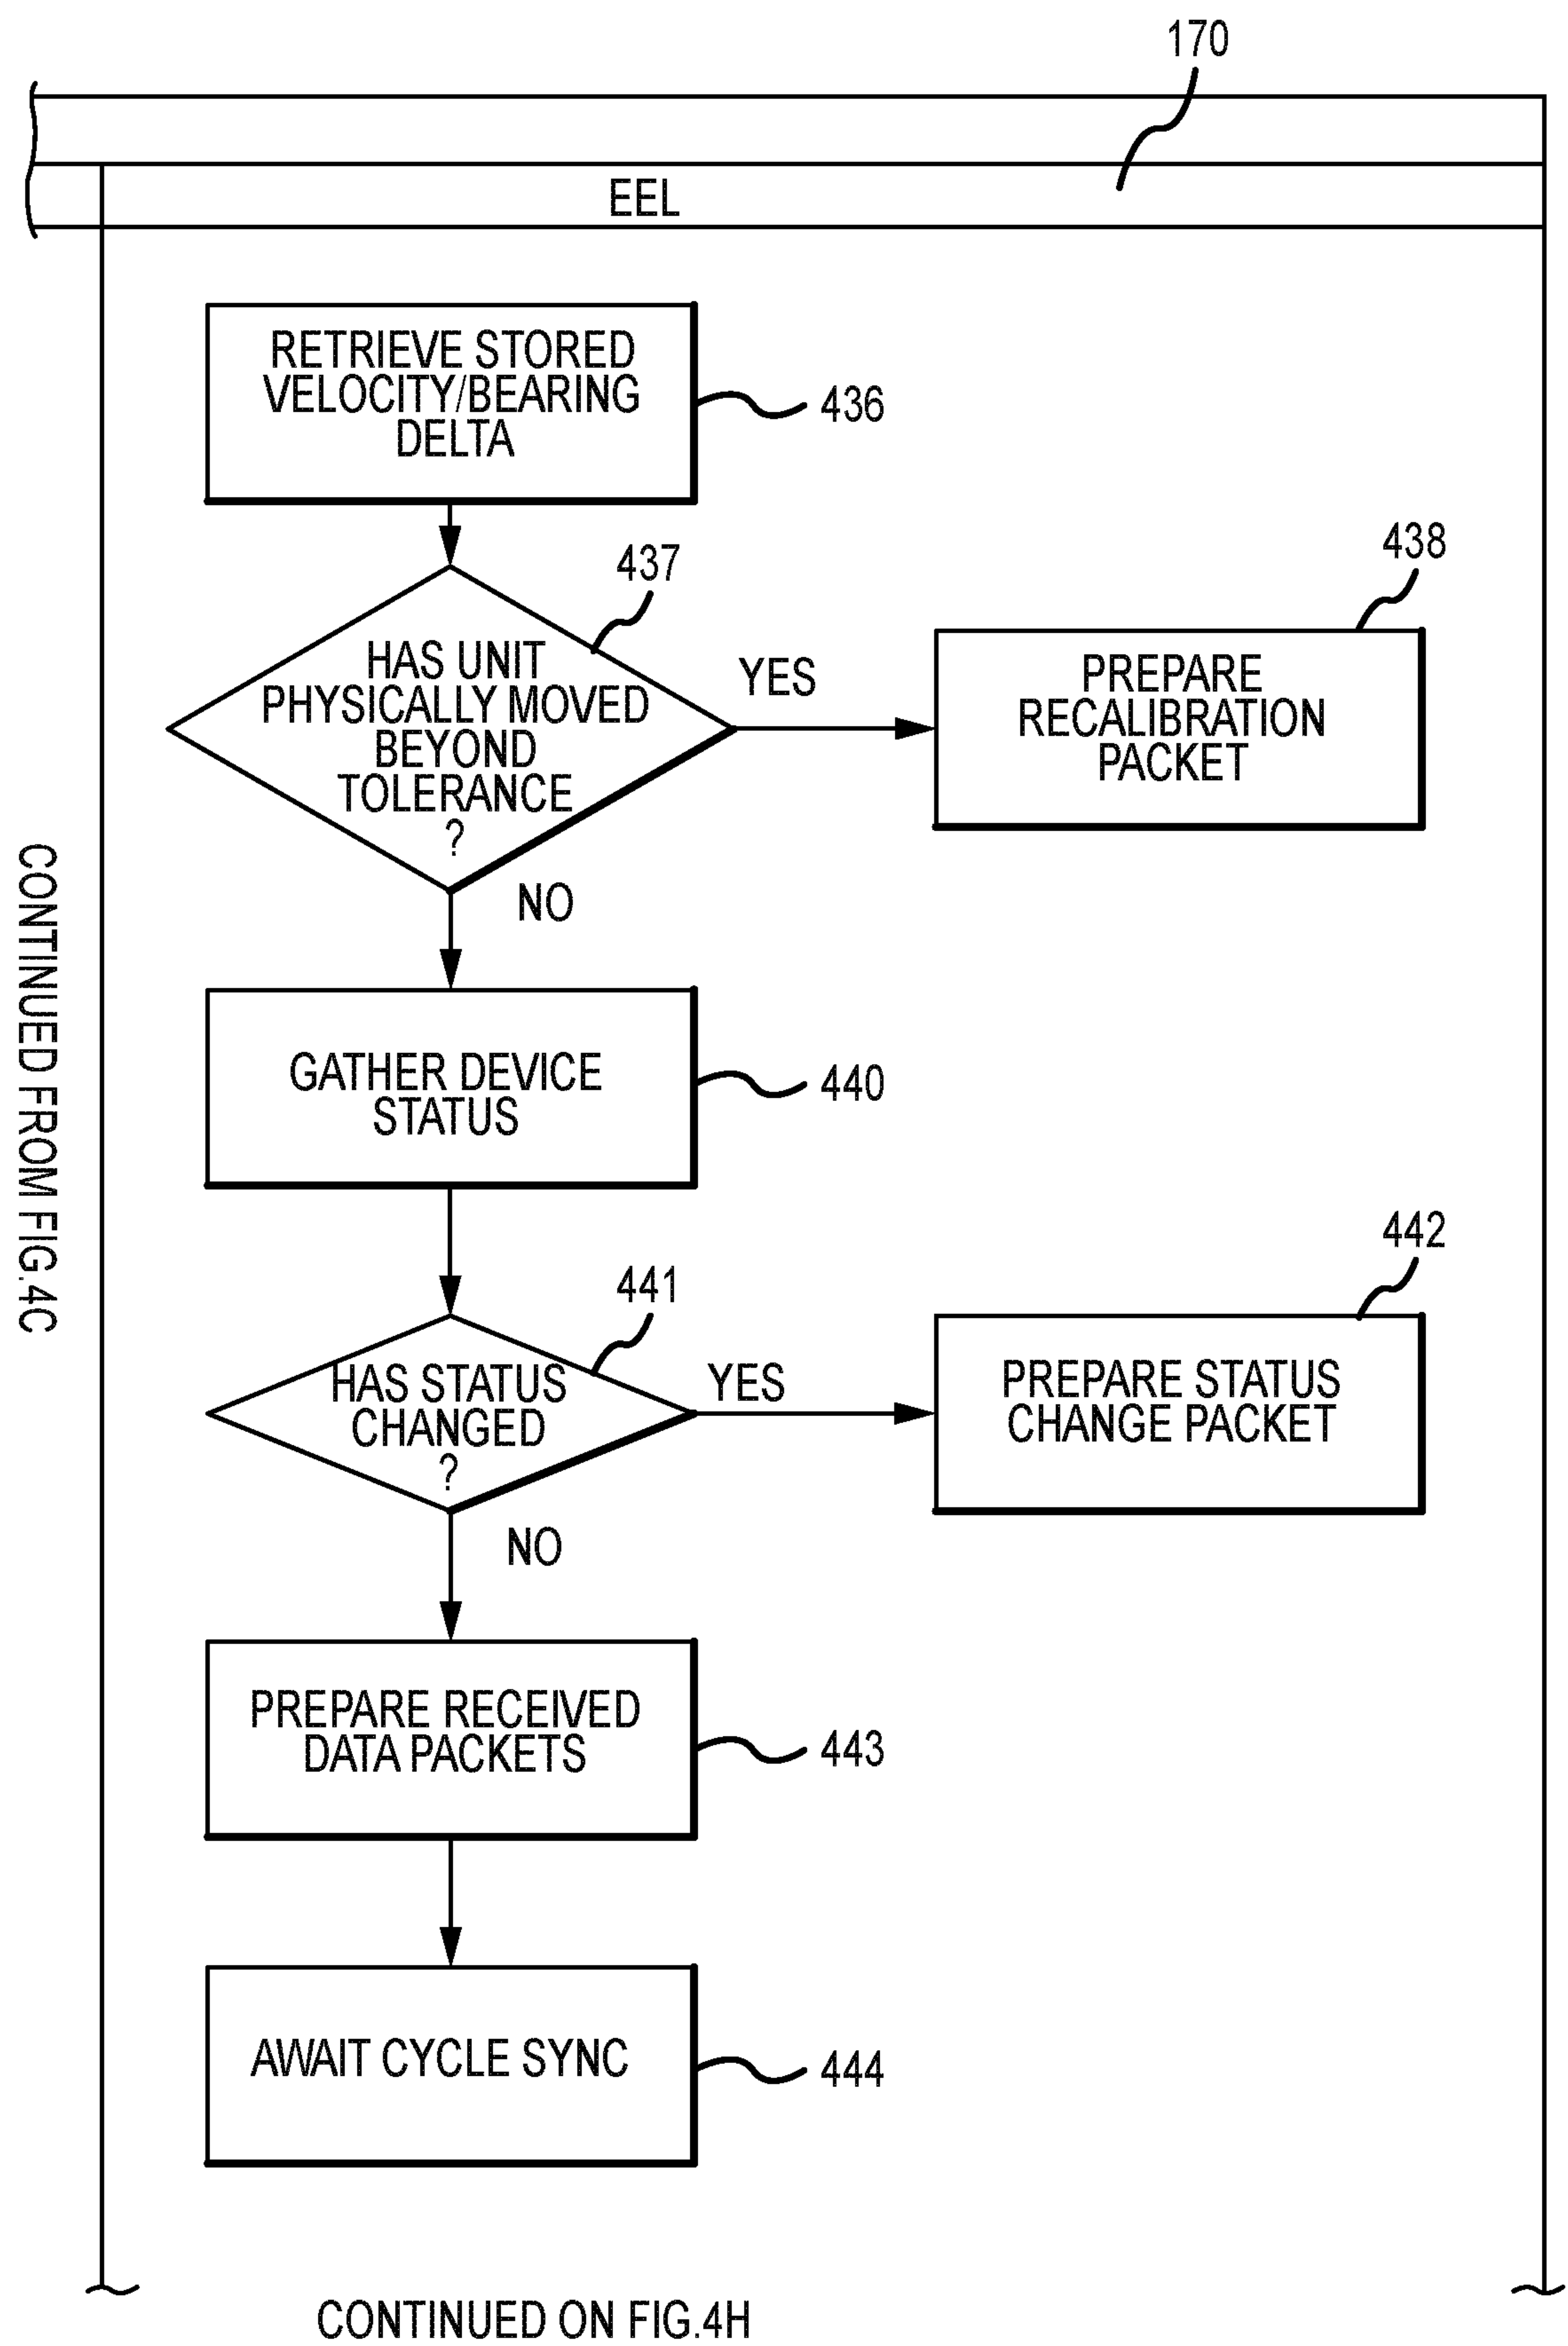 170
EEL
RETRIEVE STORED
VELOCITY/BEARING
DELTA
436
437
HAS UNIT
PHYSICALLY MOVED
BEYOND
TOLERANCE
?
YES
438
PREPARE
RECALIBRATION
PACKET
NO
GATHER DEVICE
STATUS
440
441
HAS STATUS
CHANGED
?
YES
442
PREPARE STATUS
CHANGE PACKET
NO
PREPARE RECEIVED
DATA PACKETS
443
AWAIT CYCLE SYNC
444
CONTINUED FROM FIG.4C
CONTINUED ON FIG.4H